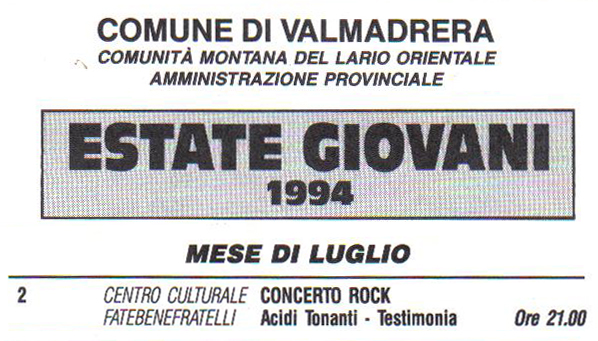 COMUNE DI VALMADRERA
COMUNITÀ MONTANA DEL LARIO ORIENTALE
AMMINISTRAZIONE PROVINCIALE
ESTATE GIOVANI
1994
MESE DI LUGLIO
2 CENTRO CULTURALE CONCERTO ROCK
FATEBENEFRATELLI Acidi Tonanti - Testimonia Ore 21.00